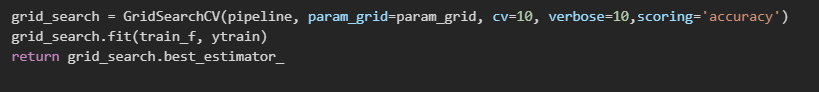 grid_search = GridSearchCV(pipeline, param_grid=param_grid, cv=10, verbose=10,scoring='accuracy')
grid_search.fit(train_f, ytrain)
return grid_search.best_estimator_